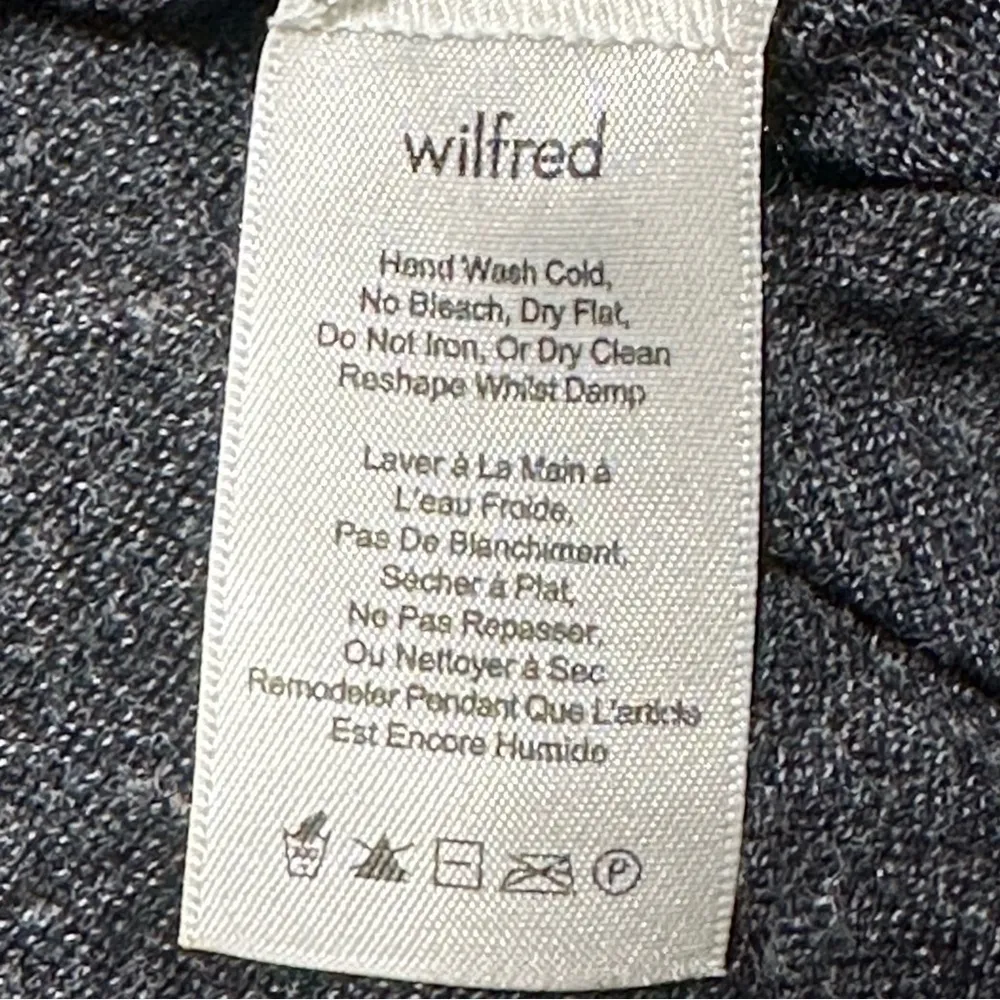 wilfred
Hand Wash Cold,
No Bleach, Dry Flat,
Do Not Iron, Or Dry Clean
Reshape Whilst Damp
Laver à La Main à
L'eau Froide,
Pas De Blanchiment,
Sécher à Plat,
No Pas Repasser,
Ou Nettoyer à Sec
Remodeler Pendant Que L'article
Est Encore Humide
P